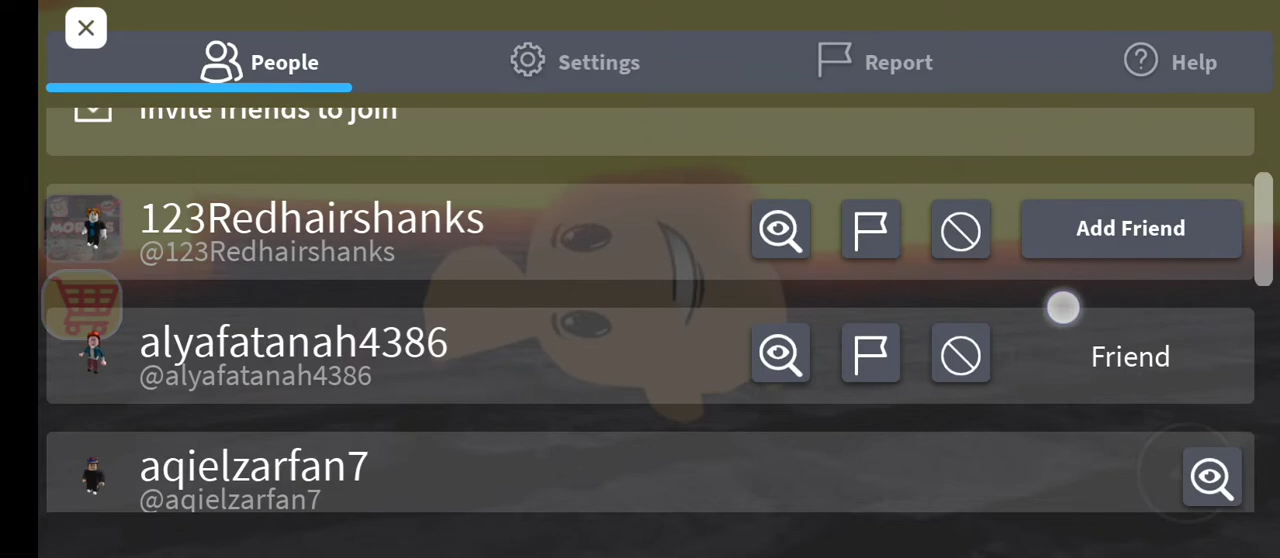 People
Settings
Report
Help
Invite friends to join
123Redhairshanks
@123Redhairshanks
Add Friend
alyafatanah4386
@alyafatanah4386
Friend
aqielzarfan7
@aqielzarfan7